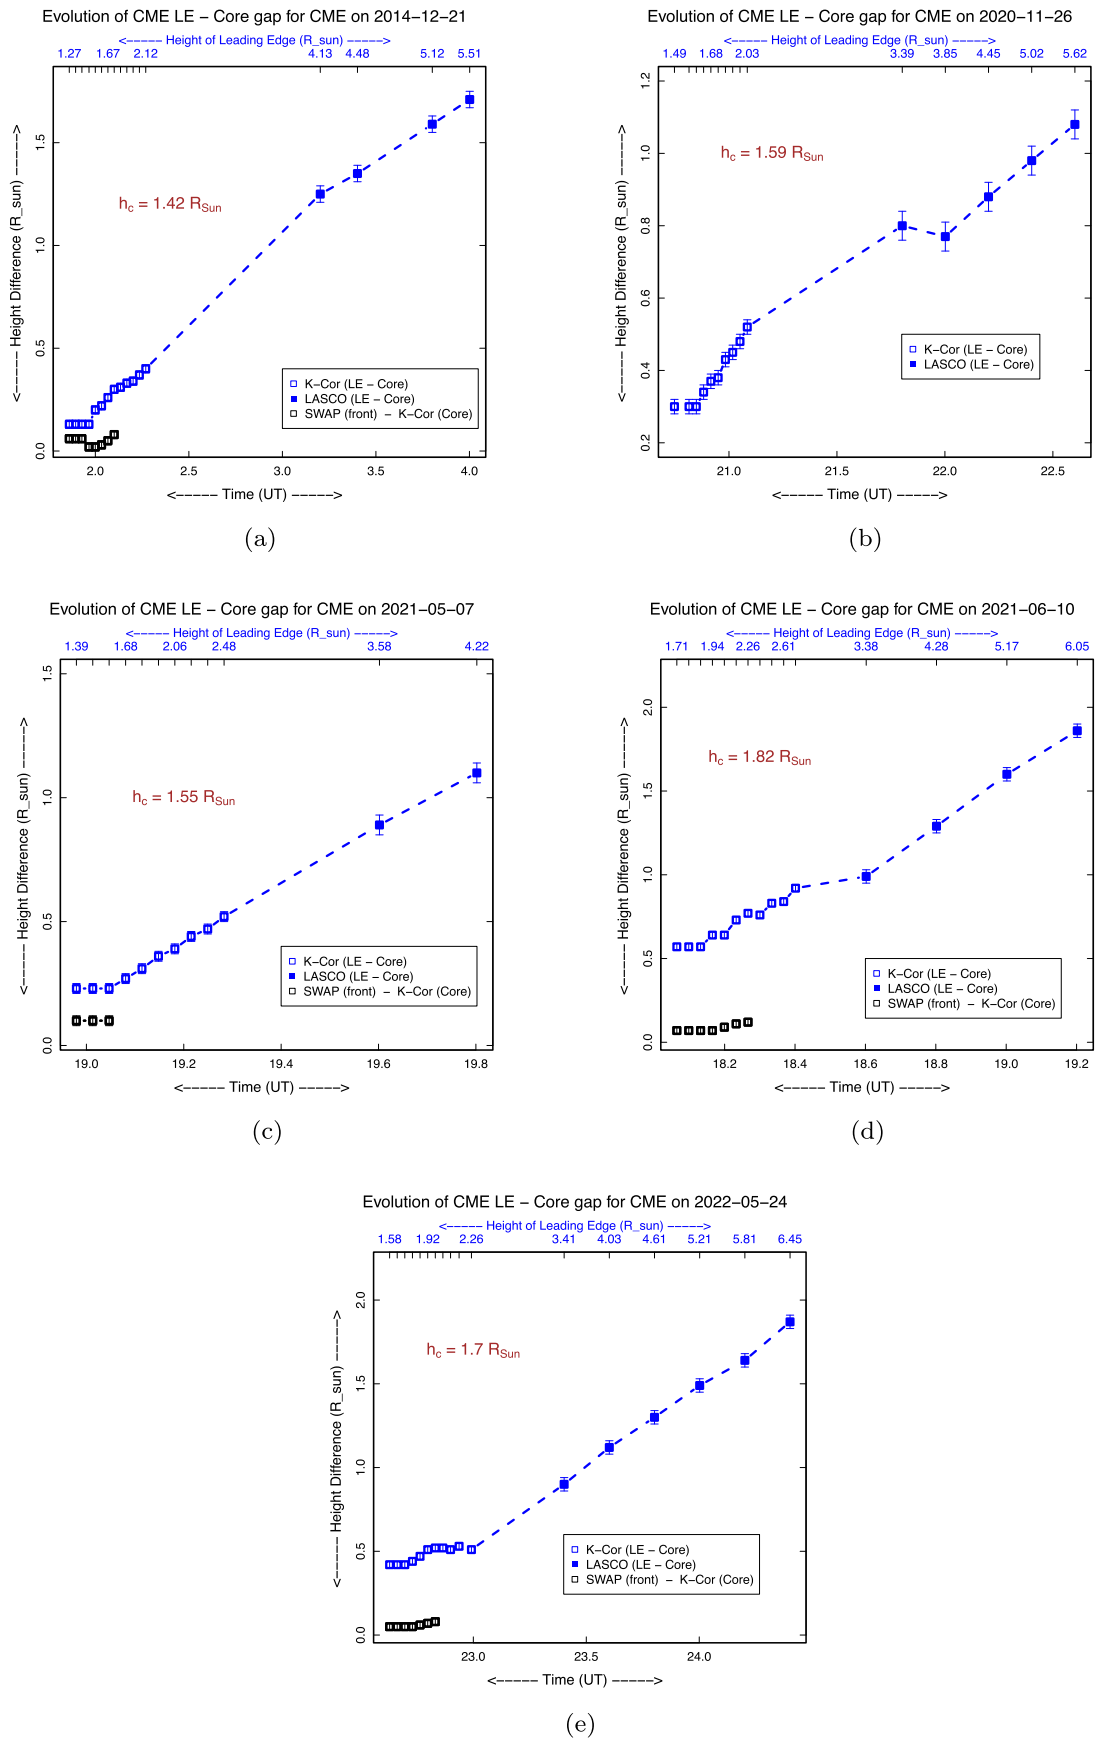 Evolution of CME LE − Core gap for CME on 2014−12−21
<−−−−− Height of Leading Edge (R_sun) −−−−−>
1.27 1.67 2.12 4.13 4.48 5.12 5.51
<−−−−− Height Difference (R_sun) −−−−−>
0.0 0.5 1.0 1.5
h_c = 1.42 R_Sun
K−Cor (LE − Core)
LASCO (LE − Core)
SWAP (front) − K−Cor (Core)
2.0 2.5 3.0 3.5 4.0
<−−−−− Time (UT) −−−−−>
(a)
Evolution of CME LE − Core gap for CME on 2020−11−26
<−−−−− Height of Leading Edge (R_sun) −−−−−>
1.49 1.68 2.03 3.39 3.85 4.45 5.02 5.62
<−−−−− Height Difference (R_sun) −−−−−>
0.2 0.4 0.6 0.8 1.0 1.2
h_c = 1.59 R_Sun
K−Cor (LE − Core)
LASCO (LE − Core)
21.0 21.5 22.0 22.5
<−−−−− Time (UT) −−−−−>
(b)
Evolution of CME LE − Core gap for CME on 2021−05−07
<−−−−− Height of Leading Edge (R_sun) −−−−−>
1.39 1.68 2.06 2.48 3.58 4.22
<−−−−− Height Difference (R_sun) −−−−−>
0.0 0.5 1.0 1.5
h_c = 1.55 R_Sun
K−Cor (LE − Core)
LASCO (LE − Core)
SWAP (front) − K−Cor (Core)
19.0 19.2 19.4 19.6 19.8
<−−−−− Time (UT) −−−−−>
(c)
Evolution of CME LE − Core gap for CME on 2021−06−10
<−−−−− Height of Leading Edge (R_sun) −−−−−>
1.71 1.94 2.26 2.61 3.38 4.28 5.17 6.05
<−−−−− Height Difference (R_sun) −−−−−>
0.0 0.5 1.0 1.5 2.0
h_c = 1.82 R_Sun
K−Cor (LE − Core)
LASCO (LE − Core)
SWAP (front) − K−Cor (Core)
18.2 18.4 18.6 18.8 19.0 19.2
<−−−−− Time (UT) −−−−−>
(d)
Evolution of CME LE − Core gap for CME on 2022−05−24
<−−−−− Height of Leading Edge (R_sun) −−−−−>
1.58 1.92 2.26 3.41 4.03 4.61 5.21 5.81 6.45
<−−−−− Height Difference (R_sun) −−−−−>
0.0 0.5 1.0 1.5 2.0
h_c = 1.7 R_Sun
K−Cor (LE − Core)
LASCO (LE − Core)
SWAP (front) − K−Cor (Core)
23.0 23.5 24.0
<−−−−− Time (UT) −−−−−>
(e)